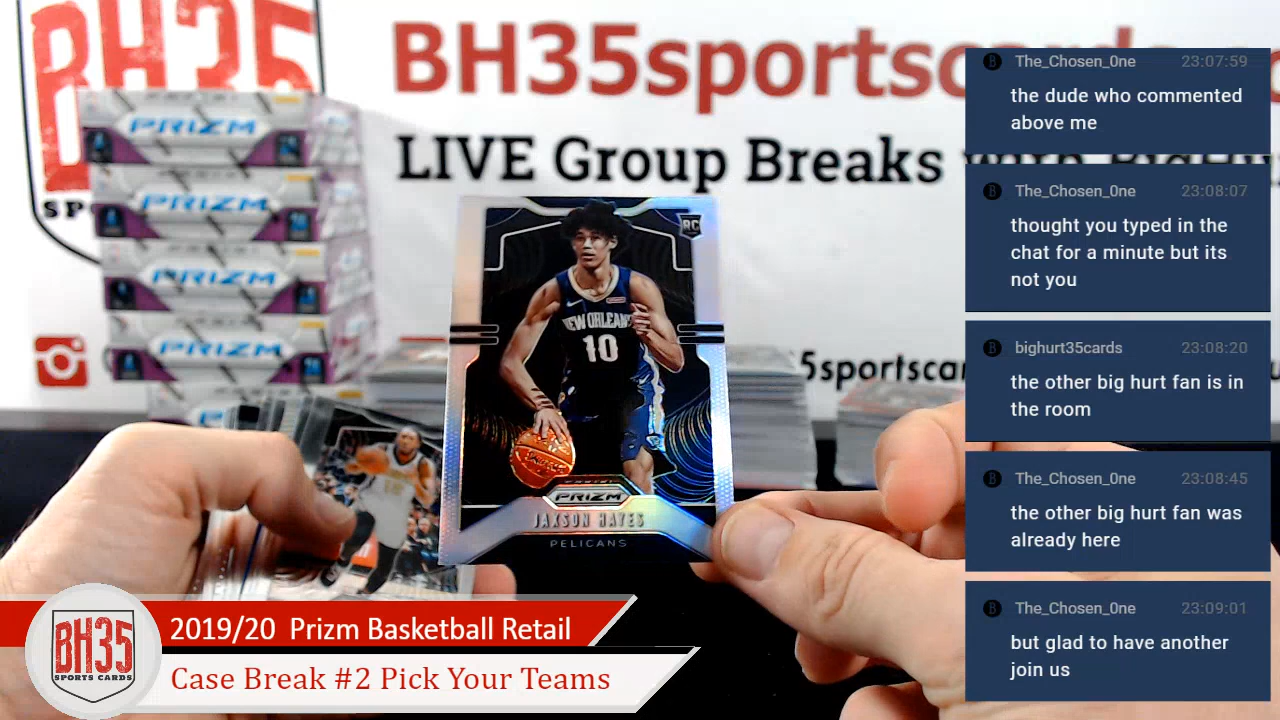 BH35
SP
BH35sportsc
LIVE Group Breaks
PRIZM
PRIZM
PRIZM
PRIZM
PRIZM
5sportscar
RC
NEW ORLEANS
10
PRIZM
JAXSON HAYES
PELICANS
BH35
SPORTS CARDS
2019/20 Prizm Basketball Retail
Case Break #2 Pick Your Teams
The_Chosen_0ne 23:07:59
the dude who commented
above me
The_Chosen_0ne 23:08:07
thought you typed in the
chat for a minute but its
not you
bighurt35cards 23:08:20
the other big hurt fan is in
the room
The_Chosen_0ne 23:08:45
the other big hurt fan was
already here
The_Chosen_0ne 23:09:01
but glad to have another
join us